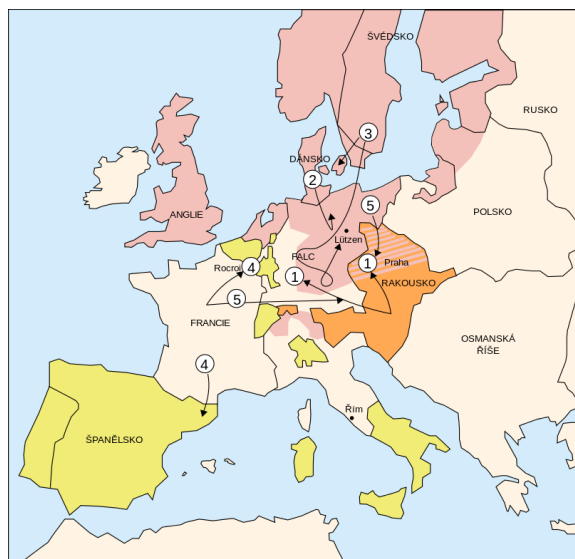 ŠVÉDSKO
RUSKO
3
DÁNSKO
2
ANGLIE
5
POLSKO
Lützen
PALC
Rocroi
4
1
1
Praha
RAKOUSKO
5
FRANCIE
OSMANSKÁ
ŘÍŠE
4
Řím
ŠPANĚLSKO